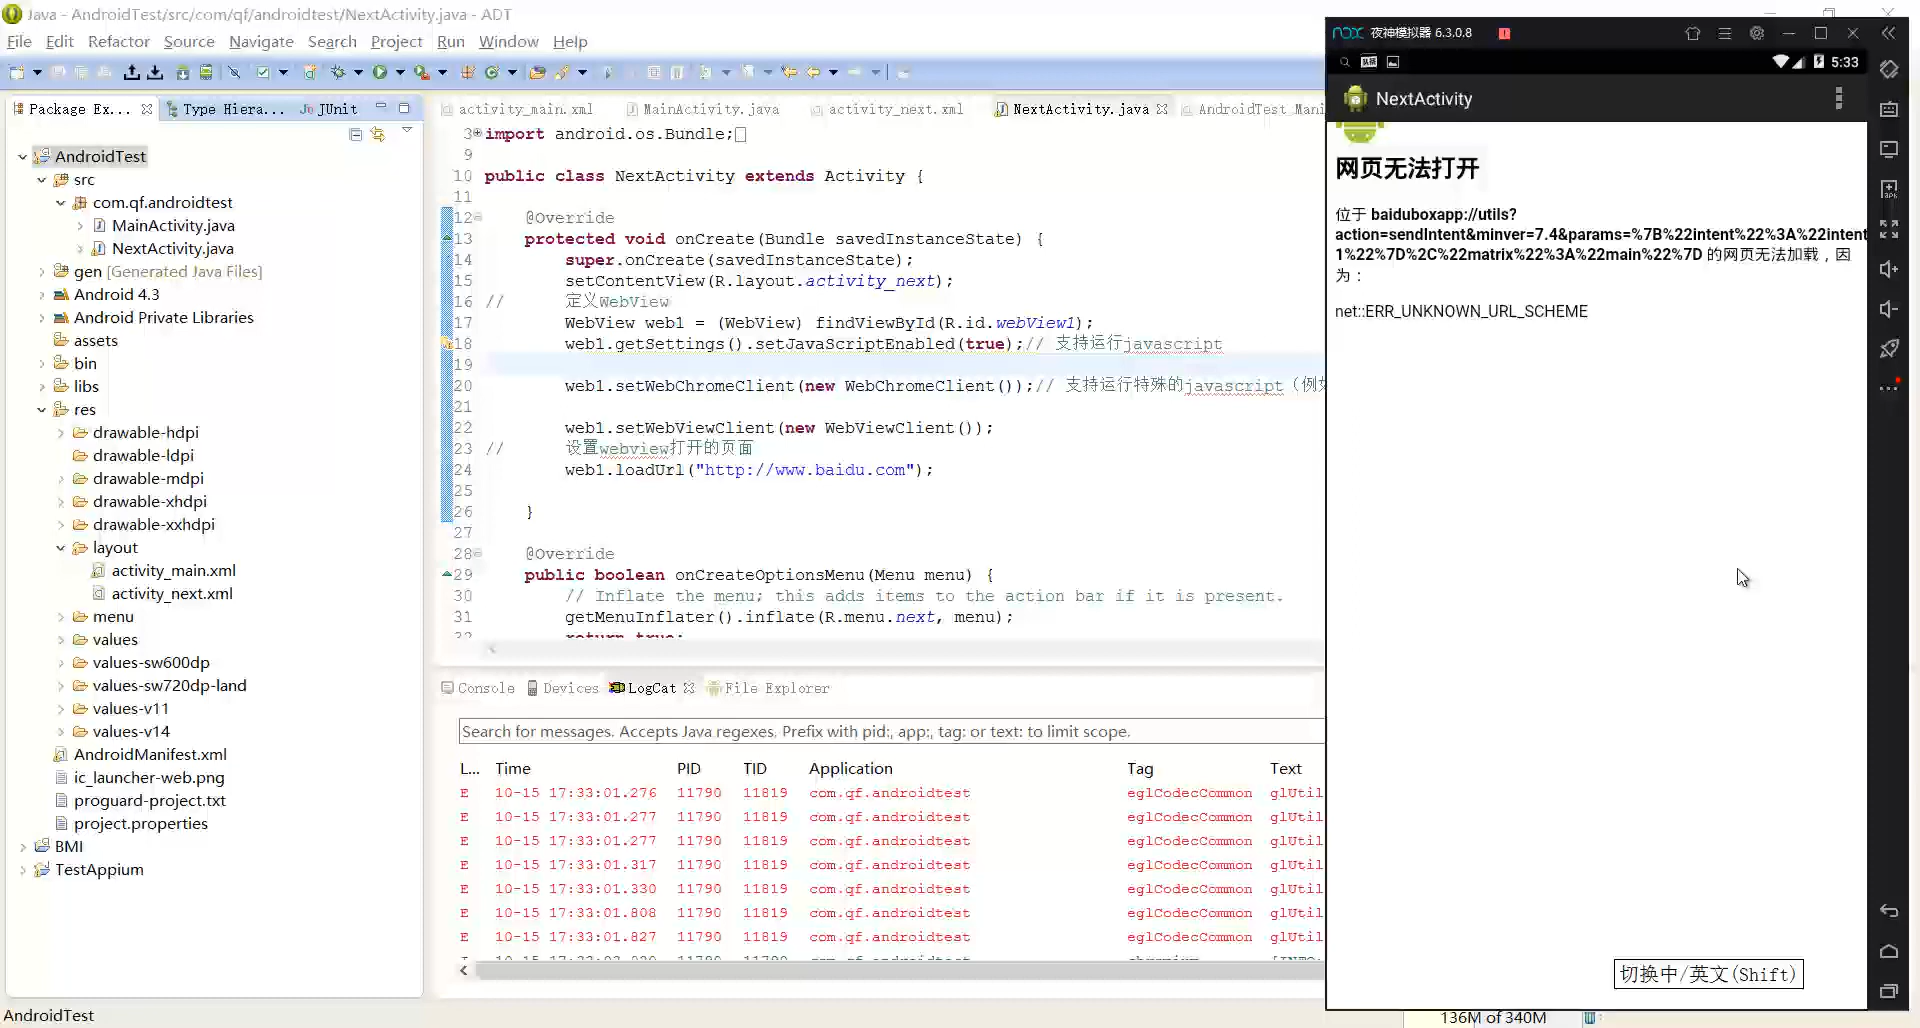 Java - AndroidTest/src/com/qf/androidtest/NextActivity.java - ADT
File Edit Refactor Source Navigate Search Project Run Window Help
Package Ex... Type Hiera... JUnit
AndroidTest
src
com.qf.androidtest
MainActivity.java
NextActivity.java
gen [Generated Java Files]
Android 4.3
Android Private Libraries
assets
bin
libs
res
drawable-hdpi
drawable-ldpi
drawable-mdpi
drawable-xhdpi
drawable-xxhdpi
layout
activity_main.xml
activity_next.xml
menu
values
values-sw600dp
values-sw720dp-land
values-v11
values-v14
AndroidManifest.xml
ic_launcher-web.png
proguard-project.txt
project.properties
BMI
TestAppium
AndroidTest
activity_main.xml MainActivity.java activity_next.xml NextActivity.java AndroidTest Mani
3 import android.os.Bundle;
9
10 public class NextActivity extends Activity {
11
12 @Override
13 protected void onCreate(Bundle savedInstanceState) {
14 super.onCreate(savedInstanceState);
15 setContentView(R.layout.activity_next);
16 // 定义WebView
17 WebView web1 = (WebView) findViewById(R.id.webView1);
18 web1.getSettings().setJavaScriptEnabled(true);// 支持运行javascript
19
20 web1.setWebChromeClient(new WebChromeClient());// 支持运行特殊的javascript（例如
21
22 web1.setWebViewClient(new WebViewClient());
23 // 设置webview打开的页面
24 web1.loadUrl("http://www.baidu.com");
25
26 }
27
28 @Override
29 public boolean onCreateOptionsMenu(Menu menu) {
30 // Inflate the menu; this adds items to the action bar if it is present.
31 getMenuInflater().inflate(R.menu.next, menu);
32 return true;
Console Devices LogCat File Explorer
Search for messages. Accepts Java regexes. Prefix with pid:, app:, tag: or text: to limit scope.
L... Time PID TID Application Tag Text
E 10-15 17:33:01.276 11790 11819 com.qf.androidtest eglCodecCommon glUtil
E 10-15 17:33:01.277 11790 11819 com.qf.androidtest eglCodecCommon glUtil
E 10-15 17:33:01.277 11790 11819 com.qf.androidtest eglCodecCommon glUtil
E 10-15 17:33:01.317 11790 11819 com.qf.androidtest eglCodecCommon glUtil
E 10-15 17:33:01.330 11790 11819 com.qf.androidtest eglCodecCommon glUtil
E 10-15 17:33:01.808 11790 11819 com.qf.androidtest eglCodecCommon glUtil
E 10-15 17:33:01.827 11790 11819 com.qf.androidtest eglCodecCommon glUtil
136M of 340M
nox 夜神模拟器 6.3.0.8
5:33
NextActivity
网页无法打开
位于 baiduboxapp://utils?
action=sendIntent&minver=7.4&params=%7B%22intent%22%3A%22intent
1%22%7D%2C%22matrix%22%3A%22main%22%7D 的网页无法加载，因
为：
net::ERR_UNKNOWN_URL_SCHEME
切换中/英文(Shift)